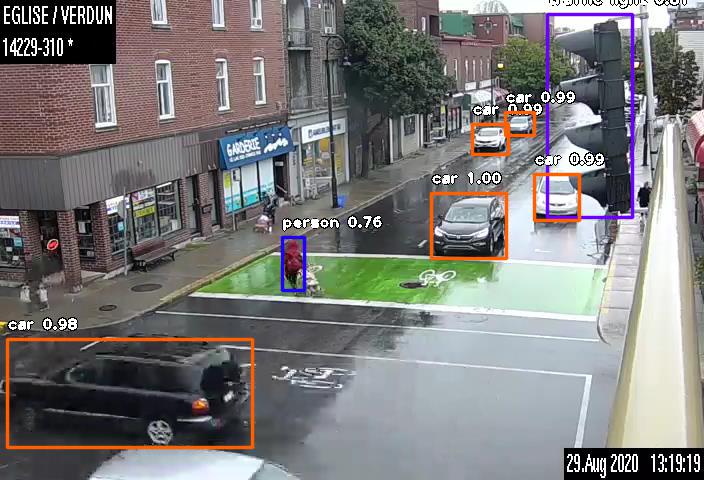 EGLISE / VERDUN
14229-310 *
car 0.99
car 0.99
car 0.99
GARDERIE
car 1.00
person 0.76
car 0.98
29.Aug 2020 13:19:19